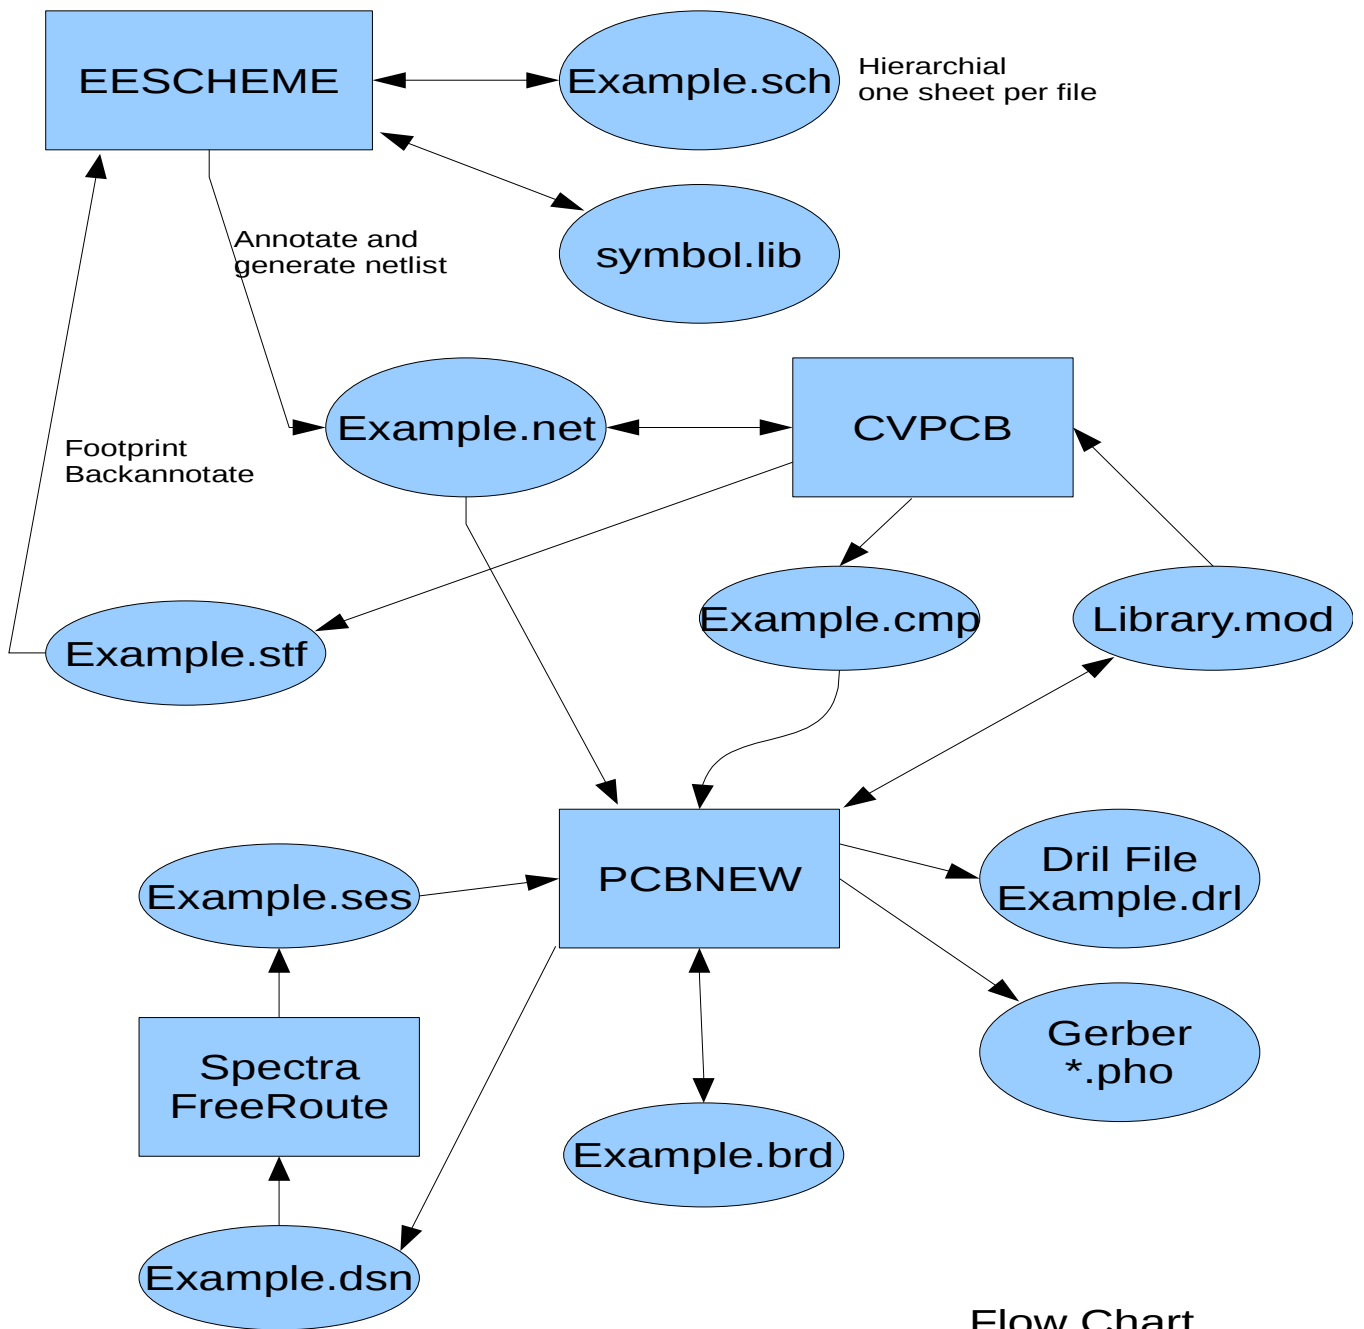 EESCHEME
Example.sch
Hierarchial
one sheet per file
symbol.lib
Annotate and
generate netlist
Example.net
CVPCB
Footprint
Backannotate
Example.stf
Example.cmp
Library.mod
PCBNEW
Example.ses
Dril File
Example.drl
Spectra
FreeRoute
Gerber
*.pho
Example.brd
Example.dsn
Flow Chart